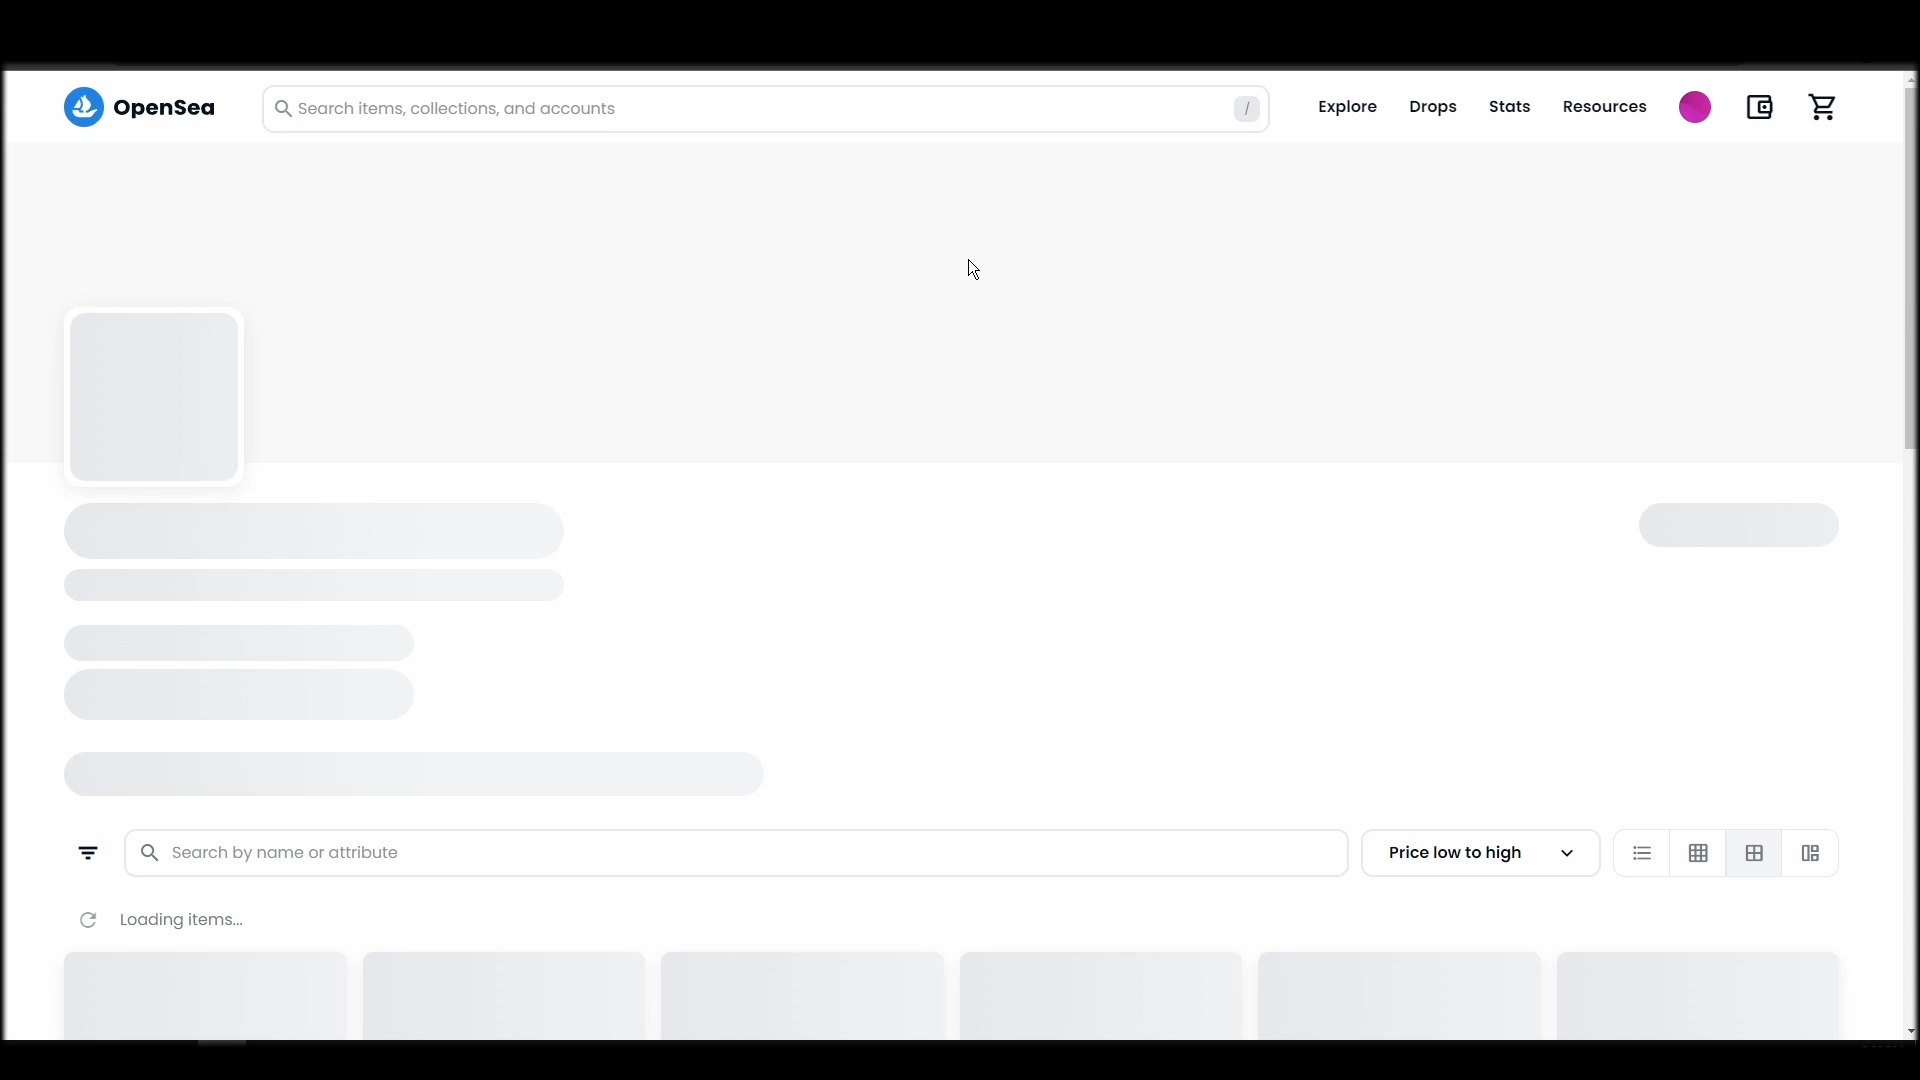 OpenSea
Search items, collections, and accounts
/
Explore
Drops
Stats
Resources
Search by name or attribute
Price low to high
Loading items...